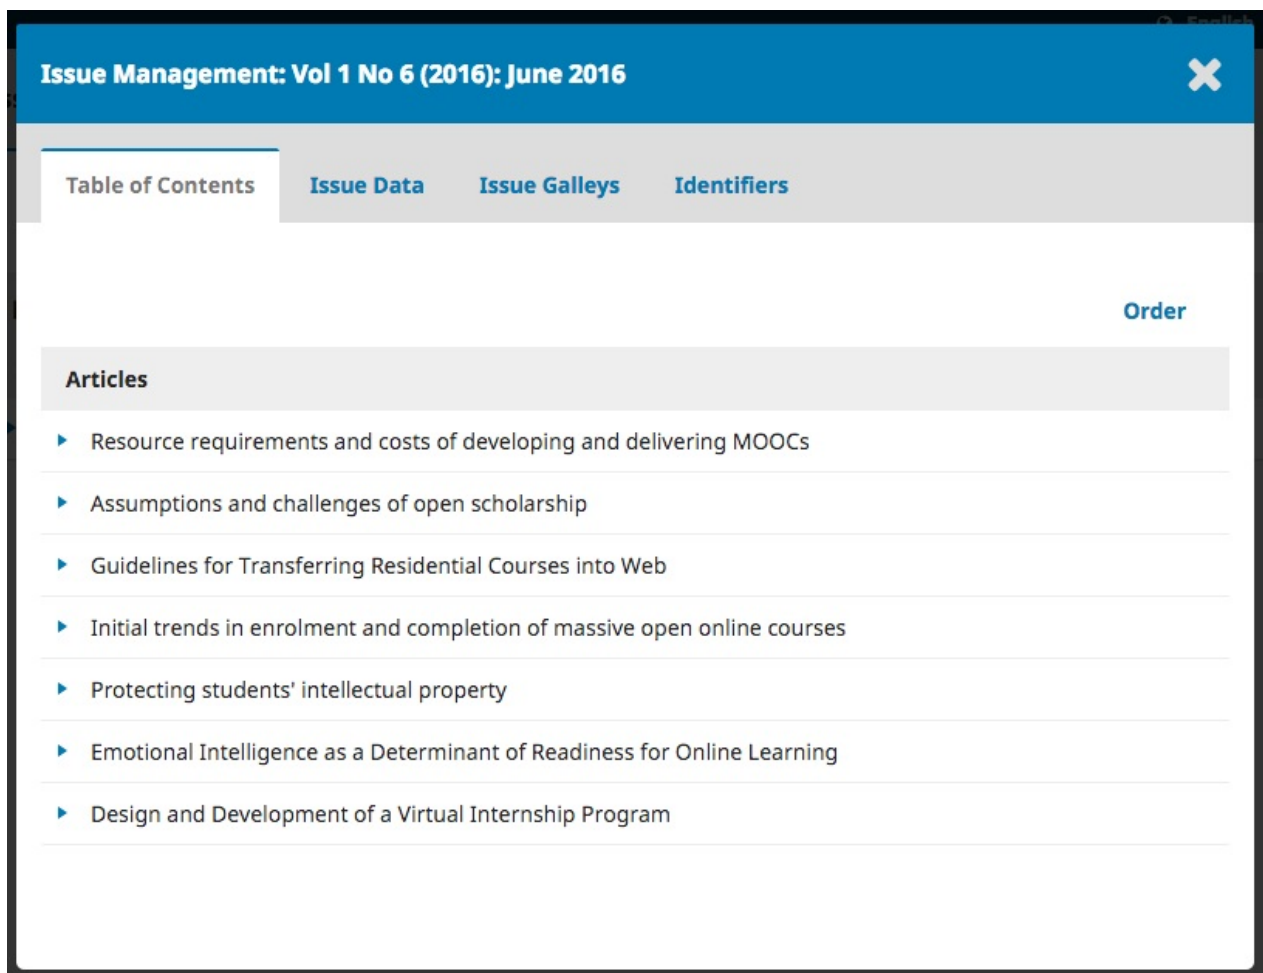 English
Issue Management: Vol 1 No 6 (2016): June 2016
Table of Contents Issue Data Issue Galleys Identifiers
Order
Articles
Resource requirements and costs of developing and delivering MOOCs
Assumptions and challenges of open scholarship
Guidelines for Transferring Residential Courses into Web
Initial trends in enrolment and completion of massive open online courses
Protecting students' intellectual property
Emotional Intelligence as a Determinant of Readiness for Online Learning
Design and Development of a Virtual Internship Program